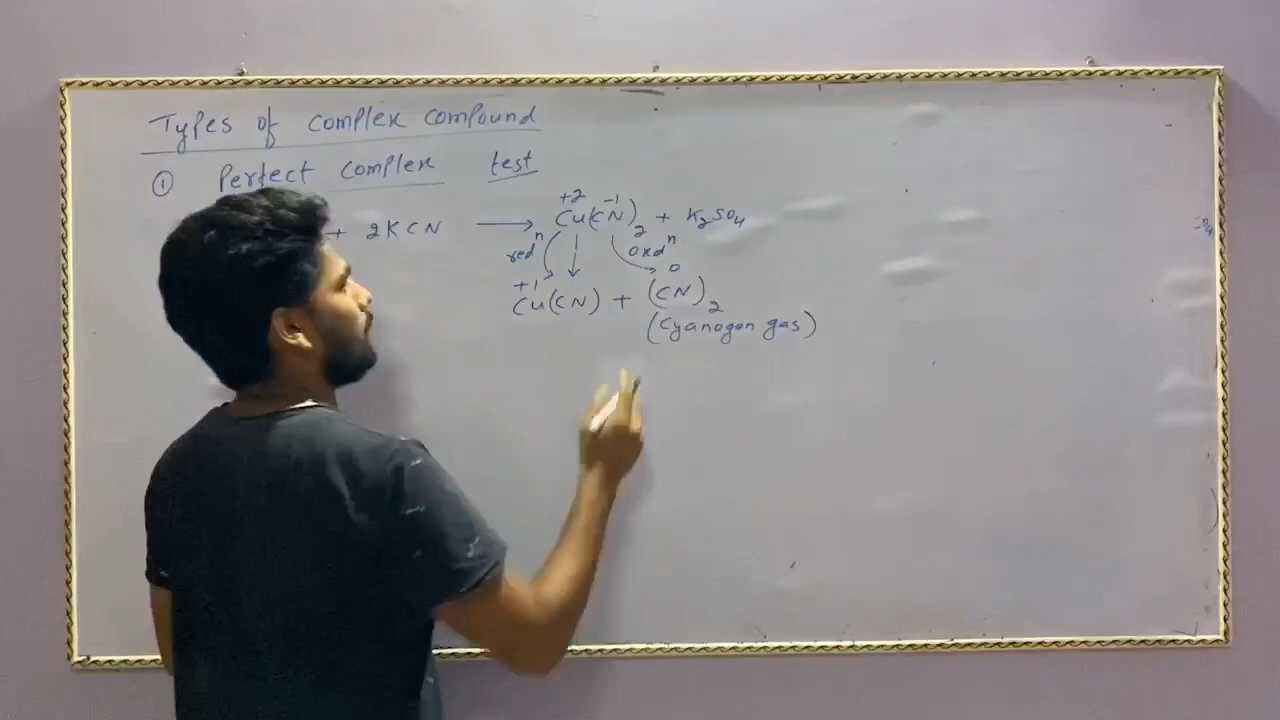 Types of complex compound
① Perfect complex test
+ 2KCN ⟶ Cu(CN)₂ + K₂SO₄
+2 -1
redⁿ oxdⁿ
+1 0
Cu(CN) + (CN)₂
(Cyanogen gas)